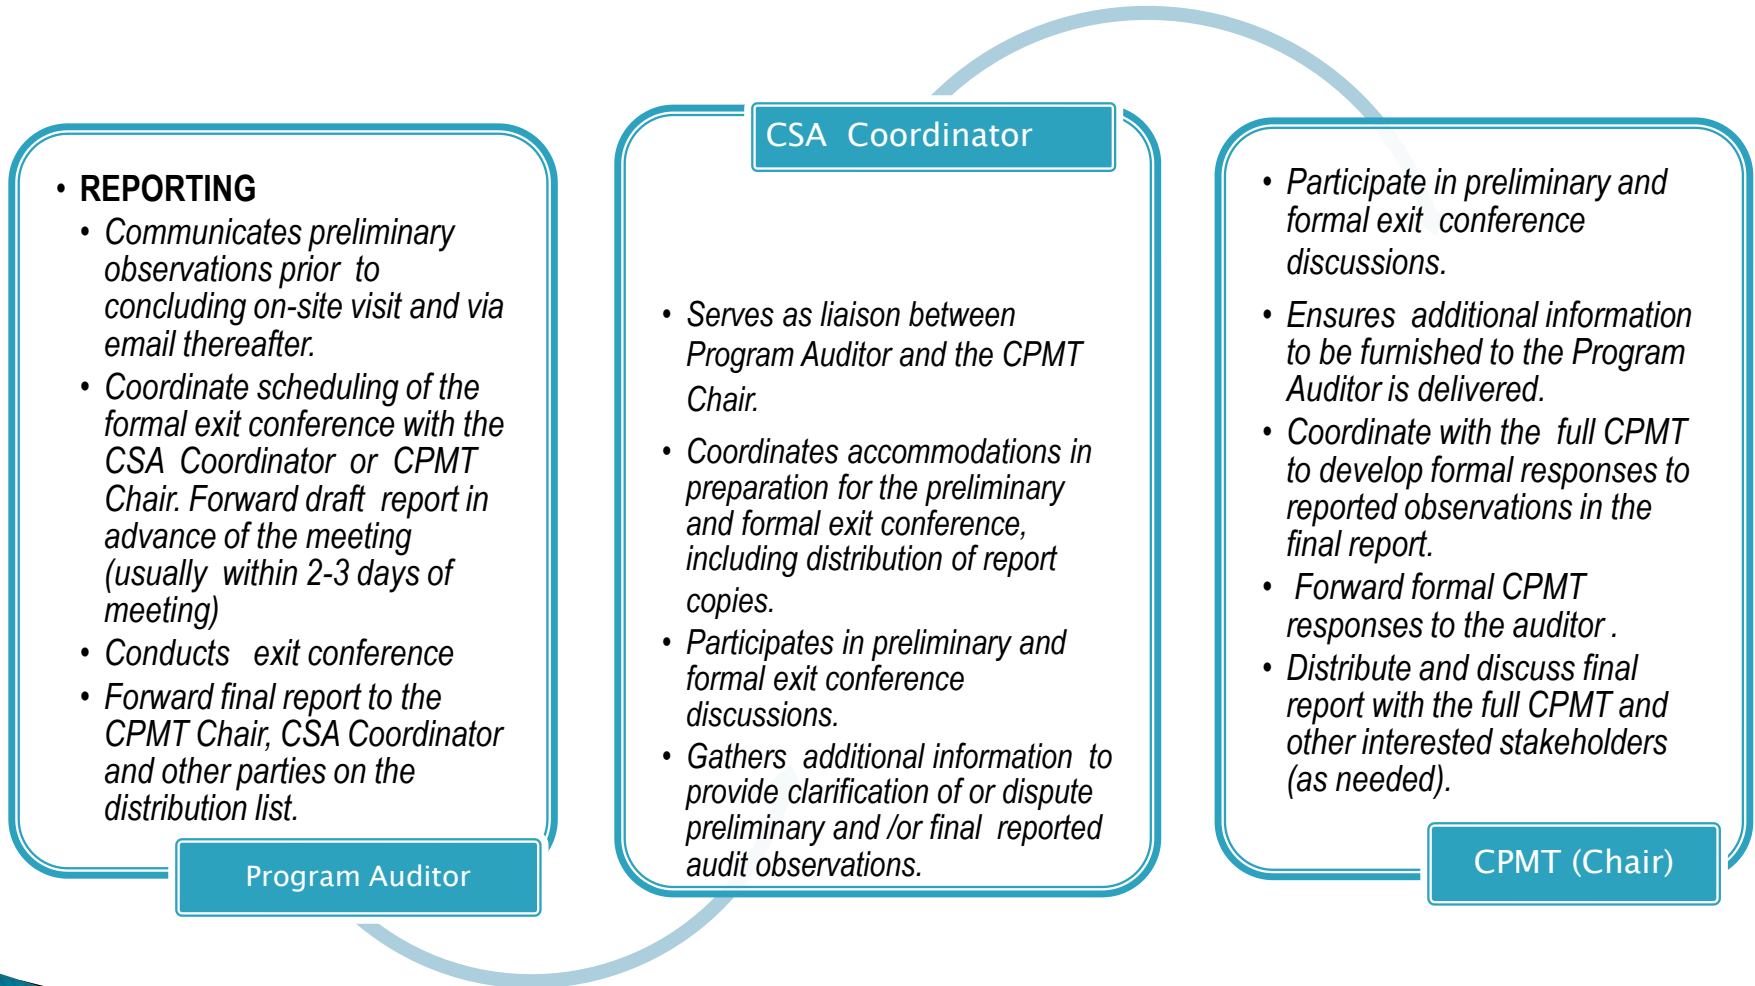 • REPORTING
• Communicates preliminary
observations prior to
concluding on-site visit and via
email thereafter.
• Coordinate scheduling of the
formal exit conference with the
CSA Coordinator or CPMT
Chair. Forward draft report in
advance of the meeting
(usually within 2-3 days of
meeting)
• Conducts exit conference
• Forward final report to the
CPMT Chair, CSA Coordinator
and other parties on the
distribution list.
Program Auditor
CSA Coordinator
• Serves as liaison between
Program Auditor and the CPMT
Chair.
• Coordinates accommodations in
preparation for the preliminary
and formal exit conference,
including distribution of report
copies.
• Participates in preliminary and
formal exit conference
discussions.
• Gathers additional information to
provide clarification of or dispute
preliminary and /or final reported
audit observations.
• Participate in preliminary and
formal exit conference
discussions.
• Ensures additional information
to be furnished to the Program
Auditor is delivered.
• Coordinate with the full CPMT
to develop formal responses to
reported observations in the
final report.
• Forward formal CPMT
responses to the auditor .
• Distribute and discuss final
report with the full CPMT and
other interested stakeholders
(as needed).
CPMT (Chair)